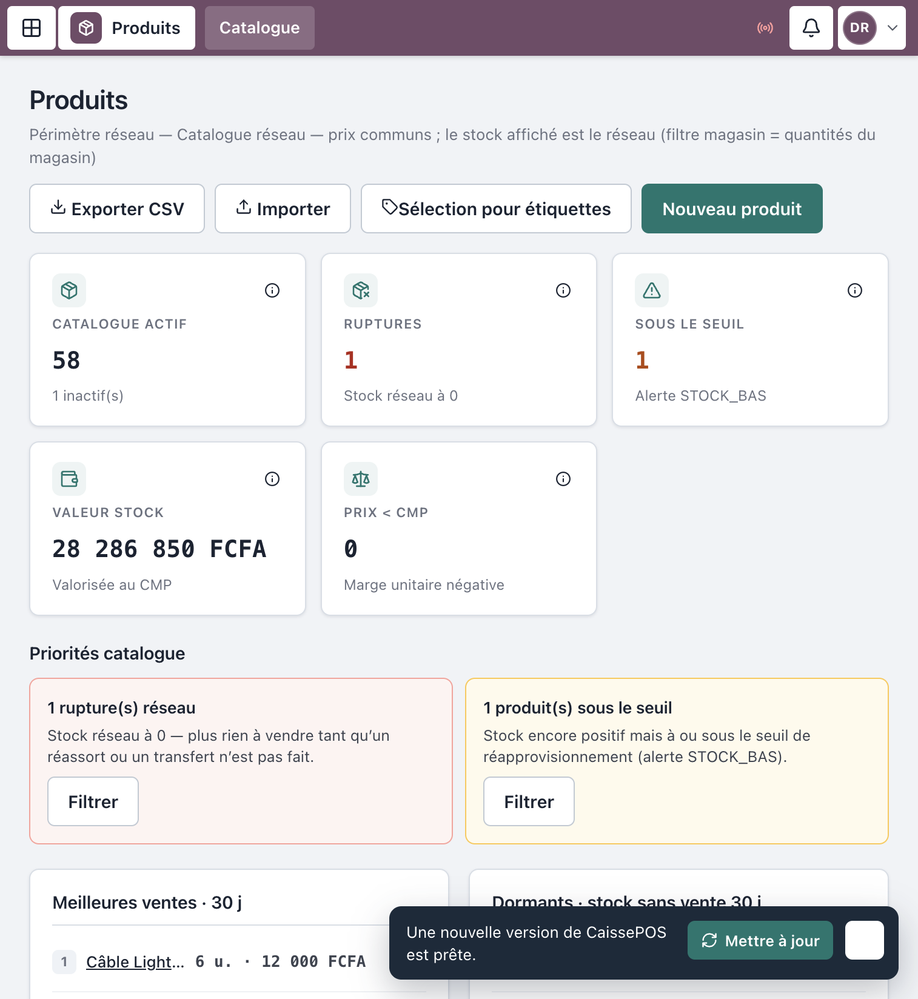 Produits
Catalogue
DR
Produits
Périmètre réseau — Catalogue réseau — prix communs ; le stock affiché est le réseau (filtre magasin = quantités du
magasin)
Exporter CSV
Importer
Sélection pour étiquettes
Nouveau produit
CATALOGUE ACTIF
58
1 inactif(s)
RUPTURES
1
Stock réseau à 0
SOUS LE SEUIL
1
Alerte STOCK_BAS
VALEUR STOCK
28 286 850 FCFA
Valorisée au CMP
PRIX < CMP
0
Marge unitaire négative
Priorités catalogue
1 rupture(s) réseau
Stock réseau à 0 — plus rien à vendre tant qu’un
réassort ou un transfert n’est pas fait.
Filtrer
1 produit(s) sous le seuil
Stock encore positif mais à ou sous le seuil de
réapprovisionnement (alerte STOCK_BAS).
Filtrer
Meilleures ventes · 30 j
1 Câble Light... 6 u. · 12 000 FCFA
Dormants · stock sans vente 30 j
Une nouvelle version de CaissePOS
est prête.
Mettre à jour